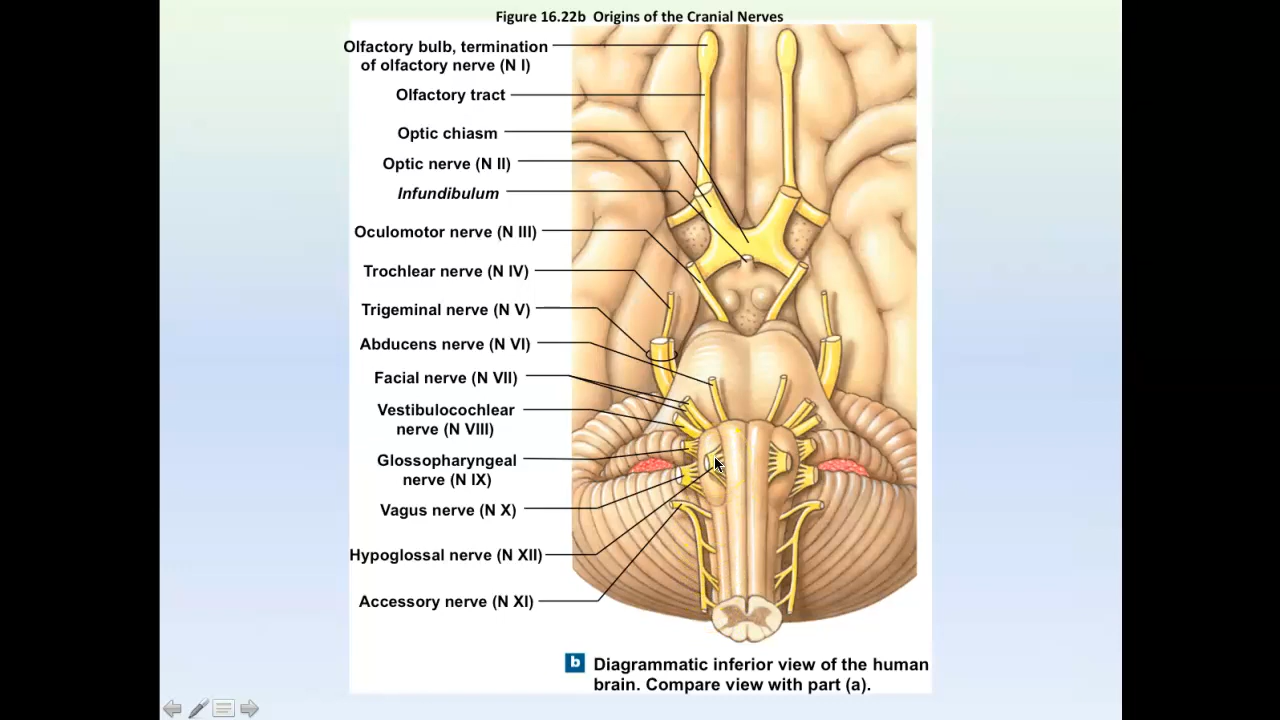 Figure 16.22b Origins of the Cranial Nerves
Olfactory bulb, termination
of olfactory nerve (N I)
Olfactory tract
Optic chiasm
Optic nerve (N II)
Infundibulum
Oculomotor nerve (N III)
Trochlear nerve (N IV)
Trigeminal nerve (N V)
Abducens nerve (N VI)
Facial nerve (N VII)
Vestibulocochlear
nerve (N VIII)
Glossopharyngeal
nerve (N IX)
Vagus nerve (N X)
Hypoglossal nerve (N XII)
Accessory nerve (N XI)
b Diagrammatic inferior view of the human
brain. Compare view with part (a).